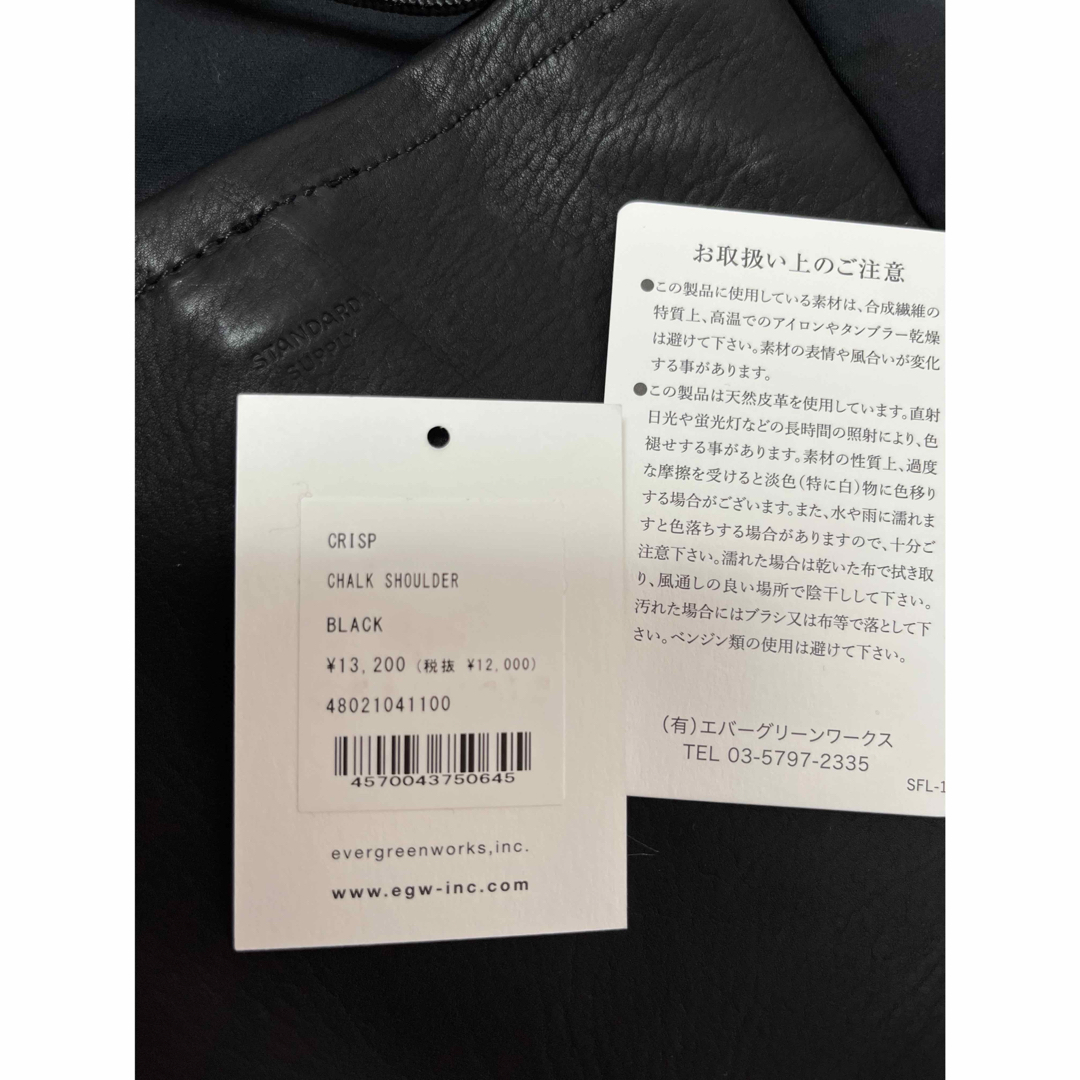 STANDARD
SUPPLY
CRISP
CHALK SHOULDER
BLACK
¥13,200 (税抜 ¥12,000)
48021041100
4570043750645
evergreenworks,inc.
www.egw-inc.com
お取扱い上のご注意
●この製品に使用している素材は、合成繊維の
特質上、高温でのアイロンやタンブラー乾燥
は避けて下さい。素材の表情や風合いが変化
する事があります。
●この製品は天然皮革を使用しています。直射
日光や蛍光灯などの長時間の照射により、色
褪せする事があります。素材の性質上、過度
な摩擦を受けると淡色(特に白)物に色移り
する場合がございます。また、水や雨に濡れま
すと色落ちする場合がありますので、十分ご
注意下さい。濡れた場合は乾いた布で拭き取
り、風通しの良い場所で陰干しして下さい。
汚れた場合にはブラシ又は布等で落として下
さい。ベンジン類の使用は避けて下さい。
(有)エバーグリーンワークス
TEL 03-5797-2335
SFL-1